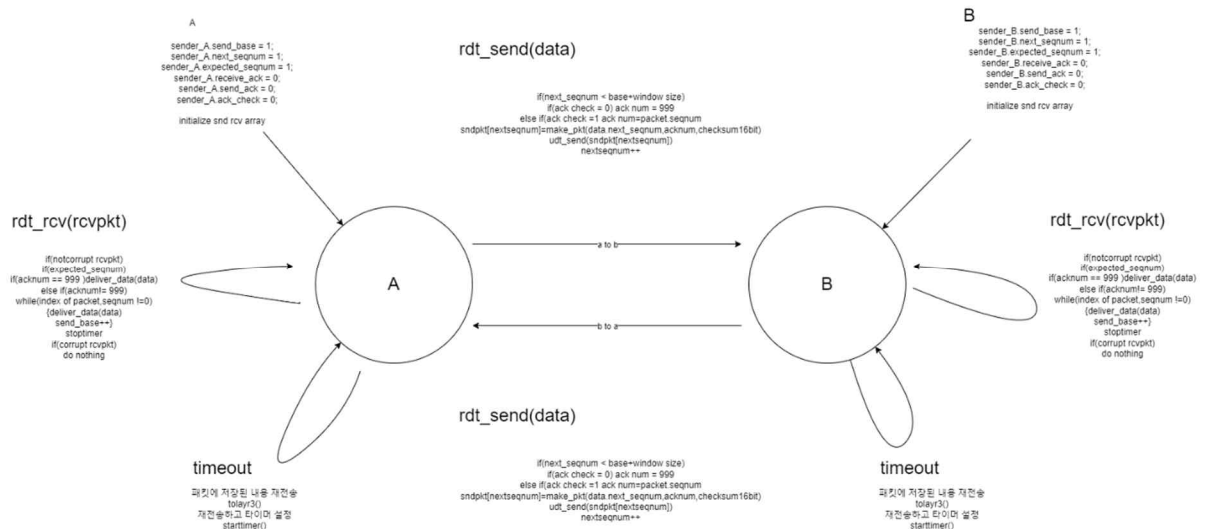 A
sender_A.send_base = 1;
sender_A.next_seqnum = 1;
sender_A.expected_seqnum = 1;
sender_A.receive_ack = 0;
sender_A.send_ack = 0;
sender_A.ack_check = 0;
initialize snd rcv array
rdt_send(data)
if(next_seqnum < base+window size)
if(ack check = 0) ack num = 999
else if(ack check =1 ack num=packet.seqnum
sndpkt[nextseqnum]=make_pkt(data.next_seqnum,acknum,checksum16bit)
udt_send(sndpkt[nextseqnum])
nextseqnum++
B
sender_B.send_base = 1;
sender_B.next_seqnum = 1;
sender_B.expected_seqnum = 1;
sender_B.receive_ack = 0;
sender_B.send_ack = 0;
sender_B.ack_check = 0;
initialize snd rcv array
rdt_rcv(rcvpkt)
if(notcorrupt rcvpkt)
if(expected_seqnum)
if(acknum == 999 )deliver_data(data)
else if(acknum!= 999)
while(index of packet,seqnum !=0)
{deliver_data(data)
send_base++}
stoptimer
if(corrupt rcvpkt)
do nothing
A
a to b
b to a
B
rdt_rcv(rcvpkt)
if(notcorrupt rcvpkt)
if(expected_seqnum)
if(acknum == 999 )deliver_data(data)
else if(acknum!= 999)
while(index of packet,seqnum !=0)
{deliver_data(data)
send_base++}
stoptimer
if(corrupt rcvpkt)
do nothing
timeout
패킷에 저장된 내용 재전송
tolayr3()
재전송하고 타이머 설정
starttimer()
rdt_send(data)
if(next_seqnum < base+window size)
if(ack check = 0) ack num = 999
else if(ack check =1 ack num=packet.seqnum
sndpkt[nextseqnum]=make_pkt(data.next_seqnum,acknum,checksum16bit)
udt_send(sndpkt[nextseqnum])
nextseqnum++
timeout
패킷에 저장된 내용 재전송
tolayr3()
재전송하고 타이머 설정
starttimer()